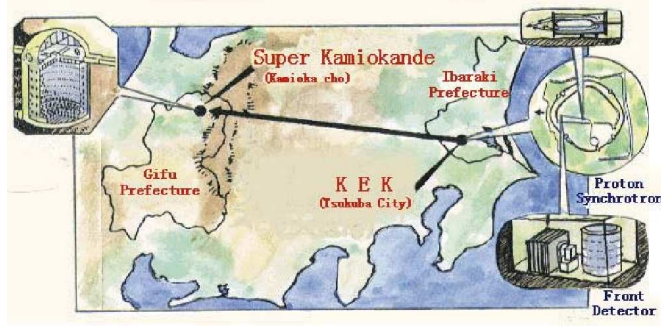 Super Kamiokande
(Kamioka cho)
Ibaraki
Prefecture
Gifu
Prefecture
K E K
(Tsukuba City)
Proton
Synchrotron
Front
Detector